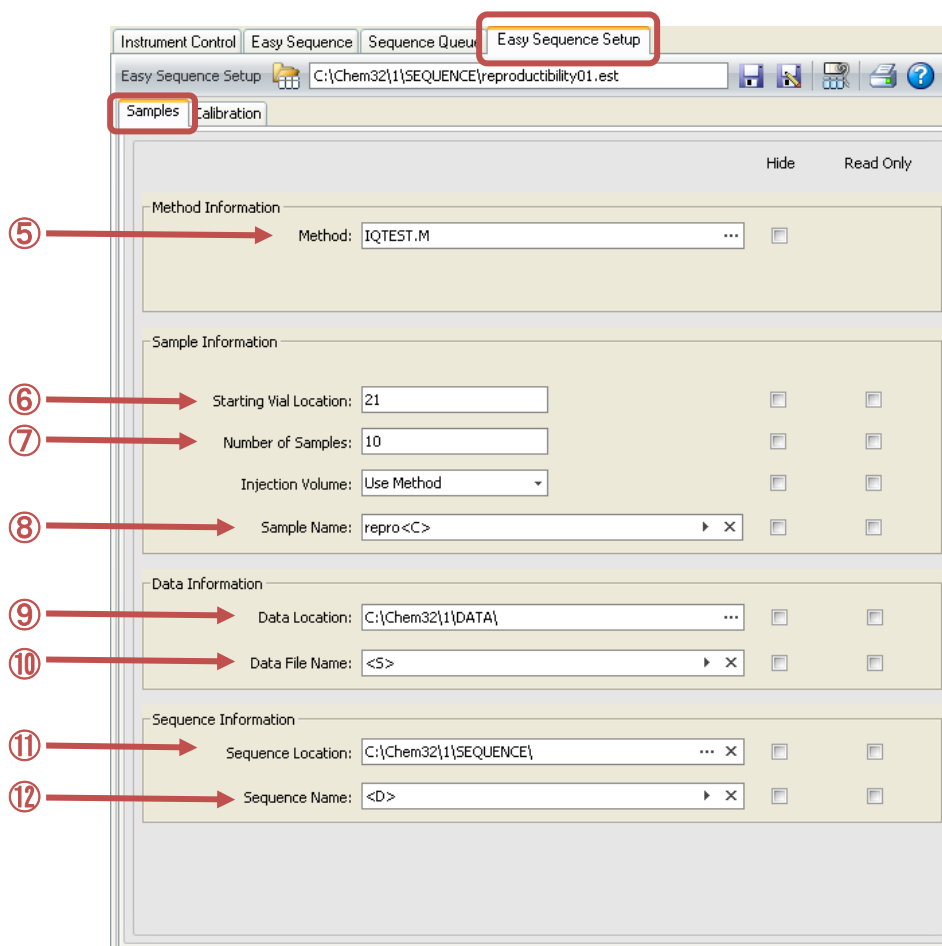 Instrument Control Easy Sequence Sequence Queue Easy Sequence Setup
Easy Sequence Setup C:\Chem32\1\SEQUENCE\reproductibility01.est
Samples Calibration
Hide Read Only
Method Information
⑤ Method: IQTEST.M ...
Sample Information
⑥ Starting Vial Location: 21
⑦ Number of Samples: 10
Injection Volume: Use Method
⑧ Sample Name: repro<C>
Data Information
⑨ Data Location: C:\Chem32\1\DATA\ ...
⑩ Data File Name: <S>
Sequence Information
⑪ Sequence Location: C:\Chem32\1\SEQUENCE\ ...
⑫ Sequence Name: <D>